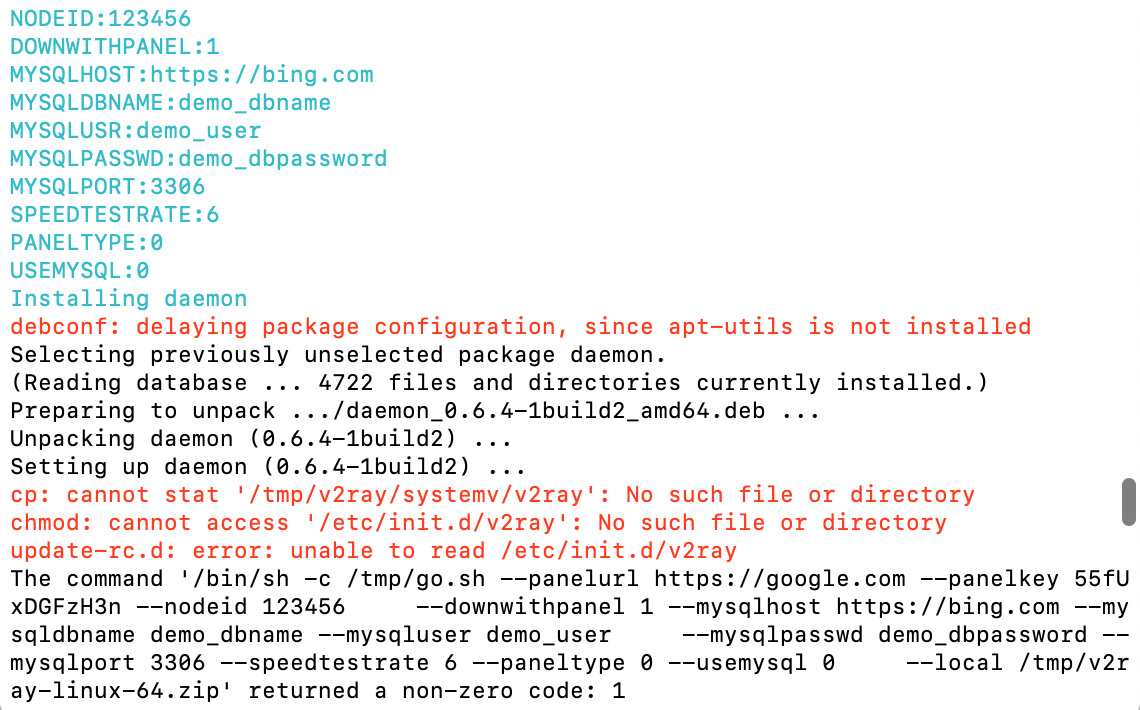 NODEID:123456
DOWNWITHPANEL:1
MYSQLHOST:https://bing.com
MYSQLDBNAME:demo_dbname
MYSQLUSR:demo_user
MYSQLPASSWD:demo_dbpassword
MYSQLPORT:3306
SPEEDTESTRATE:6
PANELTYPE:0
USEMYSQL:0
Installing daemon
debconf: delaying package configuration, since apt-utils is not installed
Selecting previously unselected package daemon.
(Reading database ... 4722 files and directories currently installed.)
Preparing to unpack .../daemon_0.6.4-1build2_amd64.deb ...
Unpacking daemon (0.6.4-1build2) ...
Setting up daemon (0.6.4-1build2) ...
cp: cannot stat '/tmp/v2ray/systemv/v2ray': No such file or directory
chmod: cannot access '/etc/init.d/v2ray': No such file or directory
update-rc.d: error: unable to read /etc/init.d/v2ray
The command '/bin/sh -c /tmp/go.sh --panelurl https://google.com --panelkey 55fU
xDGFzH3n --nodeid 123456     --downwithpanel 1 --mysqlhost https://bing.com --my
sqldbname demo_dbname --mysqluser demo_user     --mysqlpasswd demo_dbpassword --
mysqlport 3306 --speedtestrate 6 --paneltype 0 --usemysql 0     --local /tmp/v2r
ay-linux-64.zip' returned a non-zero code: 1